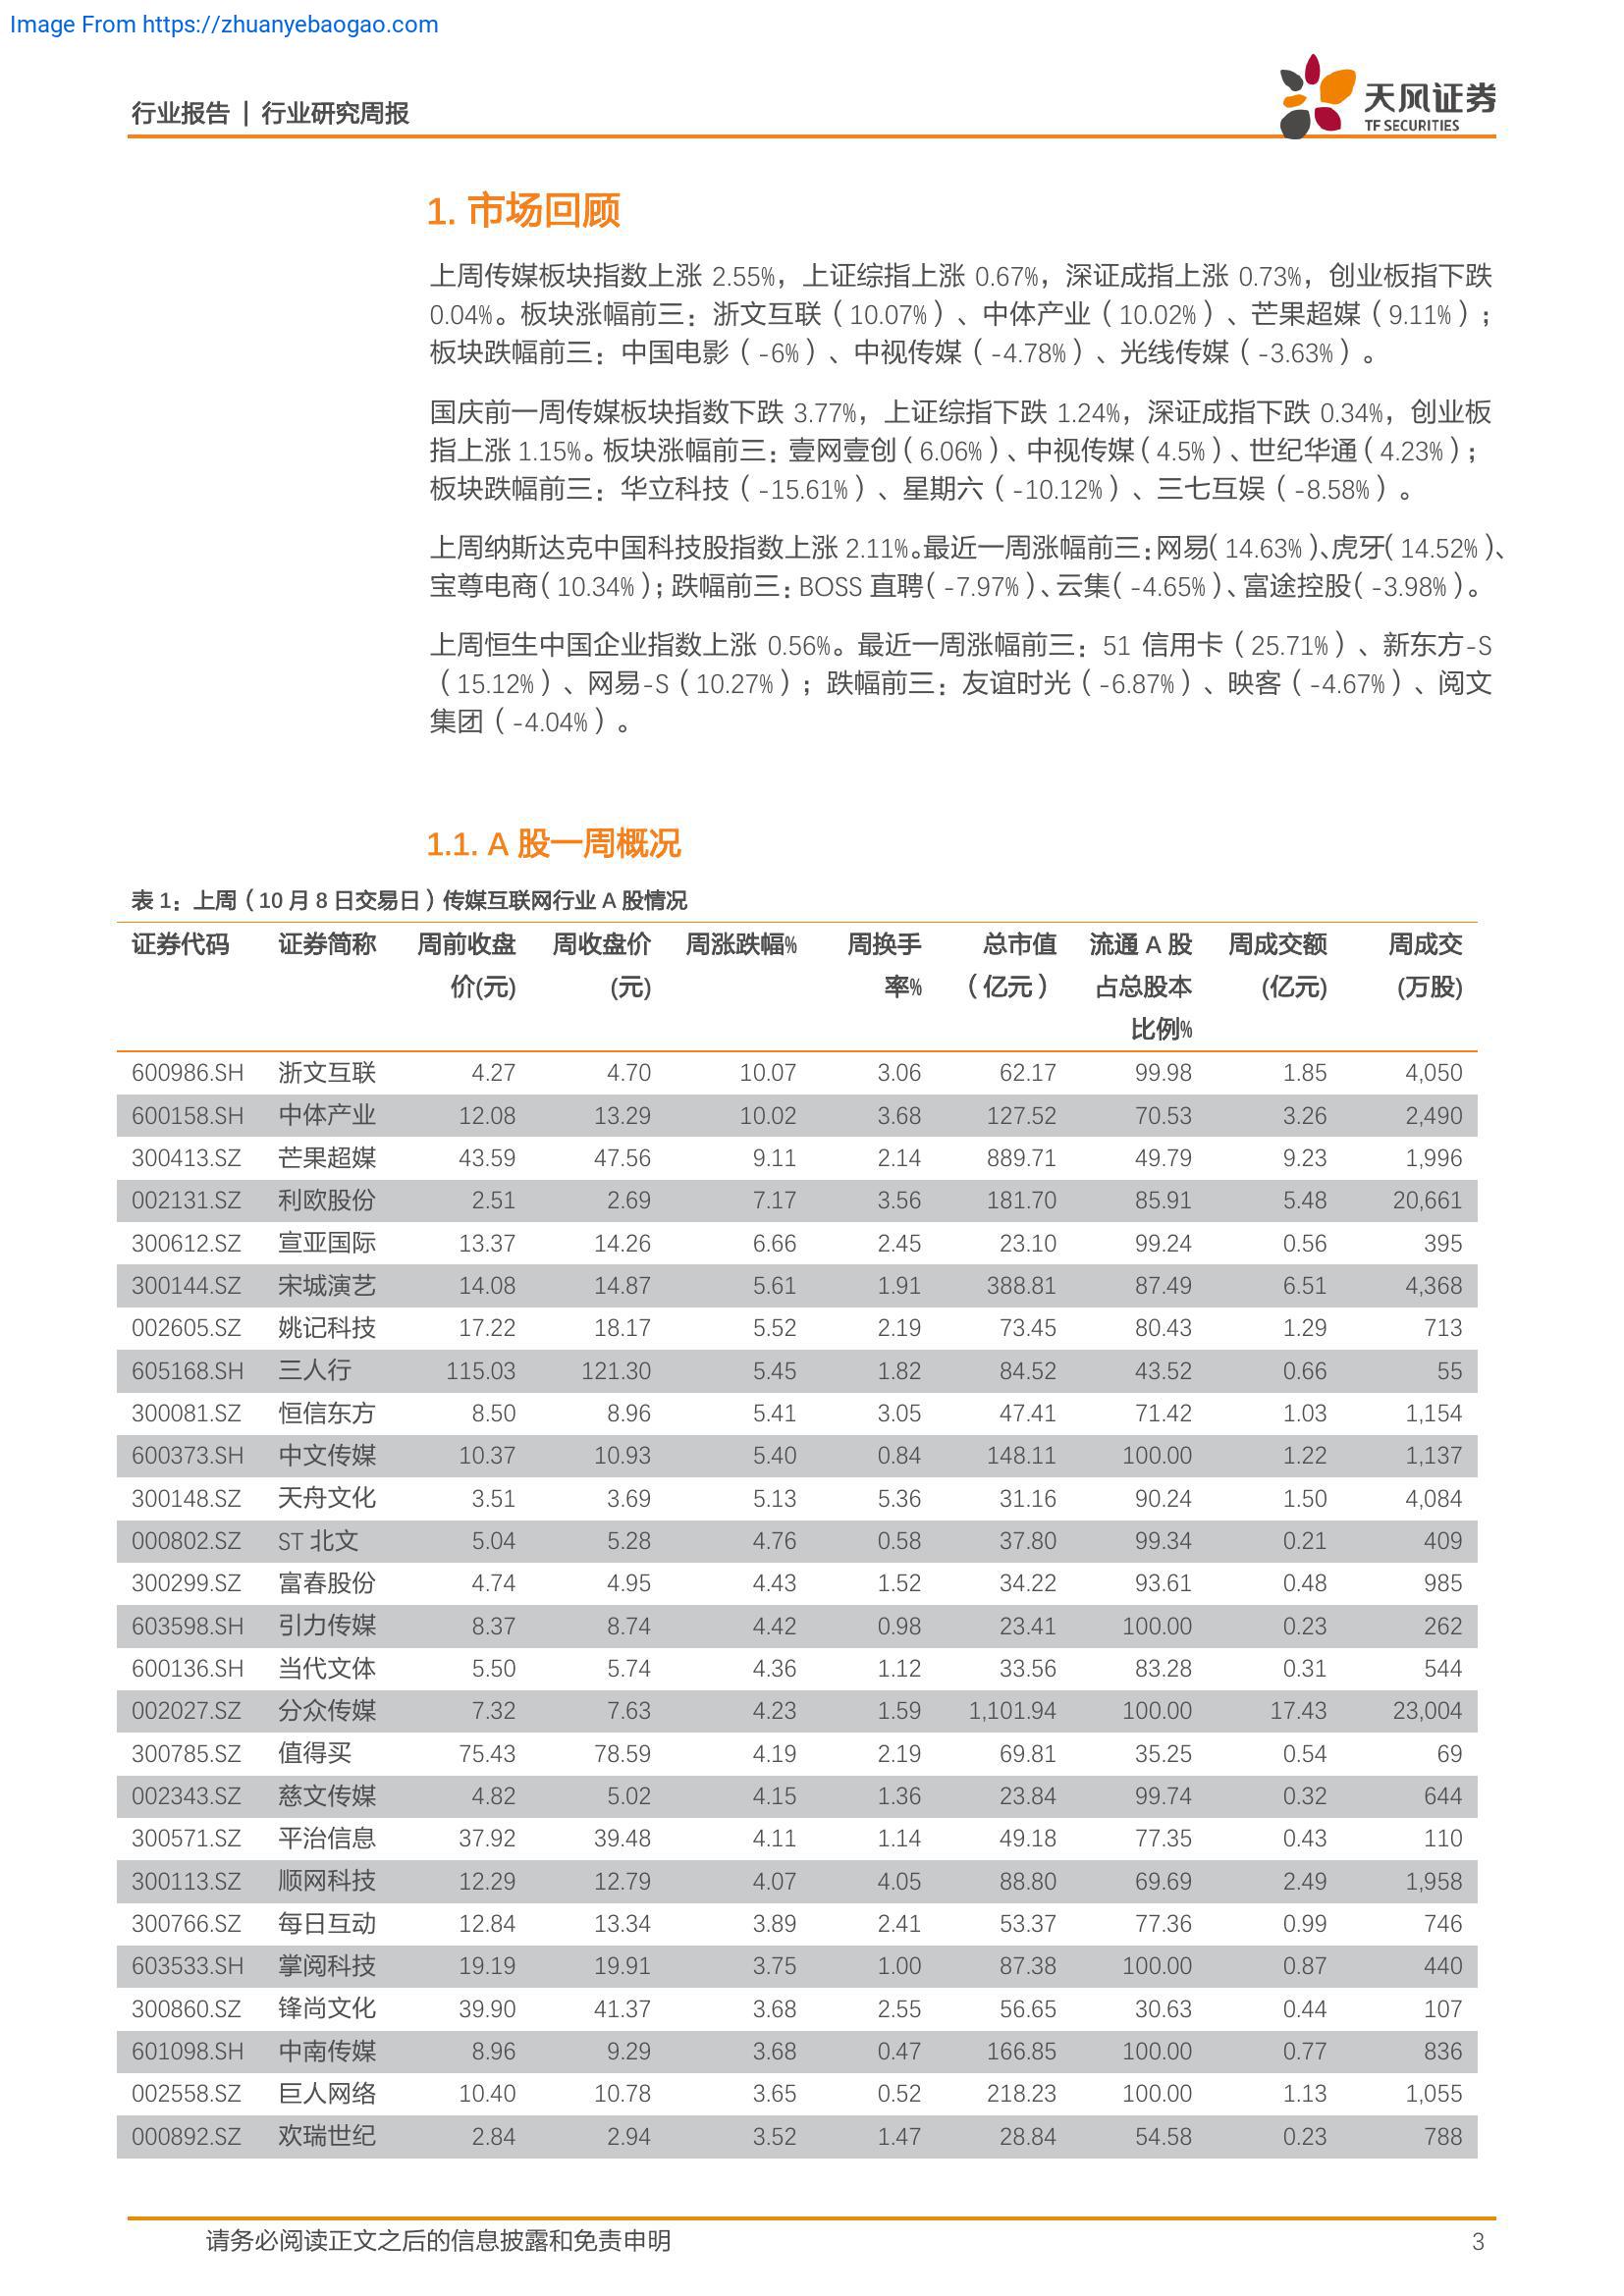 Image From https://zhuanyebaogao.com
行业报告 | 行业研究周报
天风证券
TF SECURITIES
1. 市场回顾
上周传媒板块指数上涨 2.55%，上证综指上涨 0.67%，深证成指上涨 0.73%，创业板指下跌
0.04%。板块涨幅前三：浙文互联（10.07%）、中体产业（10.02%）、芒果超媒（9.11%）；
板块跌幅前三：中国电影（-6%）、中视传媒（-4.78%）、光线传媒（-3.63%）。
国庆前一周传媒板块指数下跌 3.77%，上证综指下跌 1.24%，深证成指下跌 0.34%，创业板
指上涨 1.15%。板块涨幅前三：壹网壹创（6.06%）、中视传媒（4.5%）、世纪华通（4.23%）；
板块跌幅前三：华立科技（-15.61%）、星期六（-10.12%）、三七互娱（-8.58%）。
上周纳斯达克中国科技股指数上涨 2.11%。最近一周涨幅前三：网易（14.63%）、虎牙（14.52%）、
宝尊电商（10.34%）；跌幅前三：BOSS 直聘（-7.97%）、云集（-4.65%）、富途控股（-3.98%）。
上周恒生中国企业指数上涨 0.56%。最近一周涨幅前三：51 信用卡（25.71%）、新东方-S
（15.12%）、网易-S（10.27%）；跌幅前三：友谊时光（-6.87%）、映客（-4.67%）、阅文
集团（-4.04%）。
1.1. A 股一周概况
表 1：上周（10 月 8 日交易日）传媒互联网行业 A 股情况
证券代码 证券简称 周前收盘 周收盘价 周涨跌幅% 周换手 总市值 流通 A 股 周成交额 周成交
价(元) (元) 率% （亿元） 占总股本 (亿元) (万股)
比例%
600986.SH 浙文互联 4.27 4.70 10.07 3.06 62.17 99.98 1.85 4,050
600158.SH 中体产业 12.08 13.29 10.02 3.68 127.52 70.53 3.26 2,490
300413.SZ 芒果超媒 43.59 47.56 9.11 2.14 889.71 49.79 9.23 1,996
002131.SZ 利欧股份 2.51 2.69 7.17 3.56 181.70 85.91 5.48 20,661
300612.SZ 宣亚国际 13.37 14.26 6.66 2.45 23.10 99.24 0.56 395
300144.SZ 宋城演艺 14.08 14.87 5.61 1.91 388.81 87.49 6.51 4,368
002605.SZ 姚记科技 17.22 18.17 5.52 2.19 73.45 80.43 1.29 713
605168.SH 三人行 115.03 121.30 5.45 1.82 84.52 43.52 0.66 55
300081.SZ 恒信东方 8.50 8.96 5.41 3.05 47.41 71.42 1.03 1,154
600373.SH 中文传媒 10.37 10.93 5.40 0.84 148.11 100.00 1.22 1,137
300148.SZ 天舟文化 3.51 3.69 5.13 5.36 31.16 90.24 1.50 4,084
000802.SZ ST 北文 5.04 5.28 4.76 0.58 37.80 99.34 0.21 409
300299.SZ 富春股份 4.74 4.95 4.43 1.52 34.22 93.61 0.48 985
603598.SH 引力传媒 8.37 8.74 4.42 0.98 23.41 100.00 0.23 262
600136.SH 当代文体 5.50 5.74 4.36 1.12 33.56 83.28 0.31 544
002027.SZ 分众传媒 7.32 7.63 4.23 1.59 1,101.94 100.00 17.43 23,004
300785.SZ 值得买 75.43 78.59 4.19 2.19 69.81 35.25 0.54 69
002343.SZ 慈文传媒 4.82 5.02 4.15 1.36 23.84 99.74 0.32 644
300571.SZ 平治信息 37.92 39.48 4.11 1.14 49.18 77.35 0.43 110
300113.SZ 顺网科技 12.29 12.79 4.07 4.05 88.80 69.69 2.49 1,958
300766.SZ 每日互动 12.84 13.34 3.89 2.41 53.37 77.36 0.99 746
603533.SH 掌阅科技 19.19 19.91 3.75 1.00 87.38 100.00 0.87 440
300860.SZ 锋尚文化 39.90 41.37 3.68 2.55 56.65 30.63 0.44 107
601098.SH 中南传媒 8.96 9.29 3.68 0.47 166.85 100.00 0.77 836
002558.SZ 巨人网络 10.40 10.78 3.65 0.52 218.23 100.00 1.13 1,055
000892.SZ 欢瑞世纪 2.84 2.94 3.52 1.47 28.84 54.58 0.23 788
请务必阅读正文之后的信息披露和免责申明 3